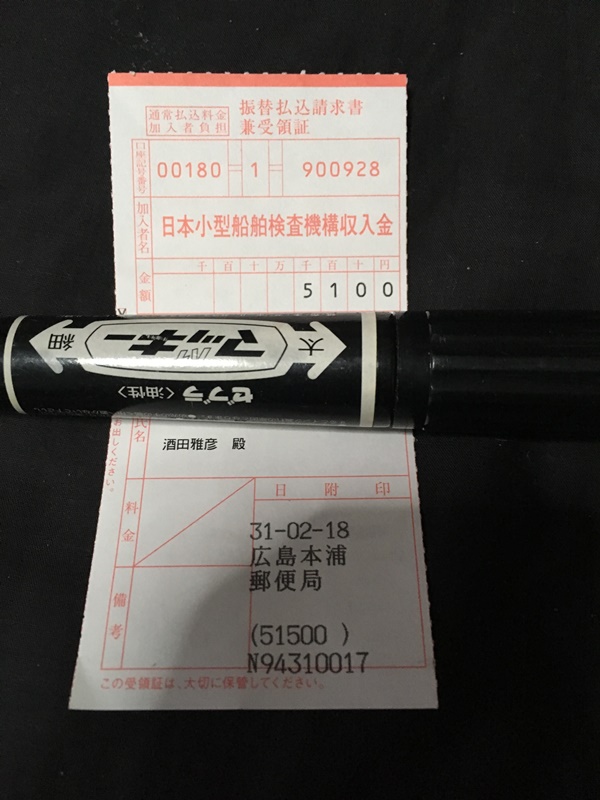 通常払込料金
加入者負担
振替払込請求書
兼受領証
口座記号番号
00180 1 900928
加入者名
日本小型船舶検査機構収入金
千 百 十 万 千 百 十 円
金額
5 1 0 0
細
マッキー
太
ゼブラ〈油性〉
氏名
酒田雅彦 殿
料金
日附印
31-02-18
広島本浦
郵便局
(51500 )
N94310017
備考
この受領証は、大切に保管してください。